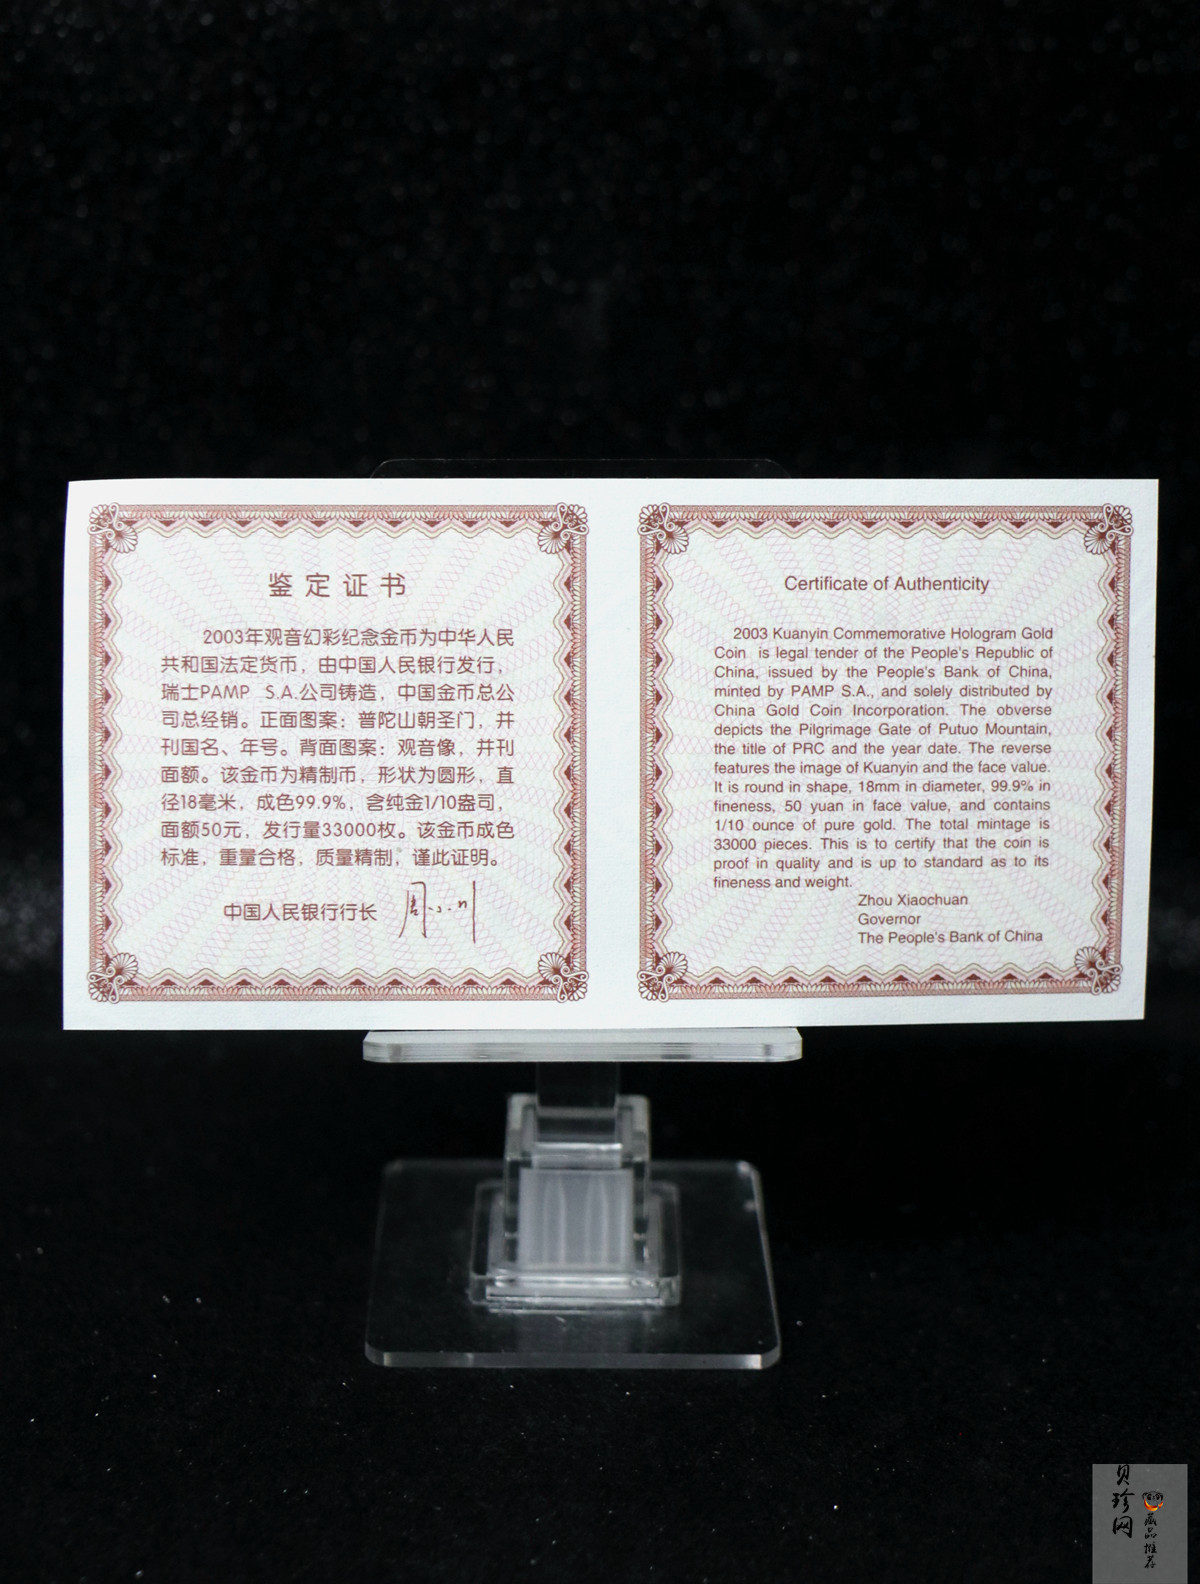 鉴定证书
2003年观音幻彩纪念金币为中华人民
共和国法定货币，由中国人民银行发行，
瑞士PAMP S.A.公司铸造，中国金币总公
司总经销。正面图案：普陀山朝圣门，并
刊国名、年号。背面图案：观音像，并刊
面额。该金币为精制币，形状为圆形，直
径18毫米，成色99.9%，含纯金1/10盎司，
面额50元，发行量33000枚。该金币成色
标准，重量合格，质量精制，谨此证明。
中国人民银行行长 周小川
Certificate of Authenticity
2003 Kuanyin Commemorative Hologram Gold
Coin is legal tender of the People's Republic of
China, issued by the People's Bank of China,
minted by PAMP S.A., and solely distributed by
China Gold Coin Incorporation. The obverse
depicts the Pilgrimage Gate of Putuo Mountain,
the title of PRC and the year date. The reverse
features the image of Kuanyin and the face value.
It is round in shape, 18mm in diameter, 99.9% in
fineness, 50 yuan in face value, and contains
1/10 ounce of pure gold. The total mintage is
33000 pieces. This is to certify that the coin is
proof in quality and is up to standard as to its
fineness and weight.
Zhou Xiaochuan
Governor
The People's Bank of China
贝珍网
藏品推荐